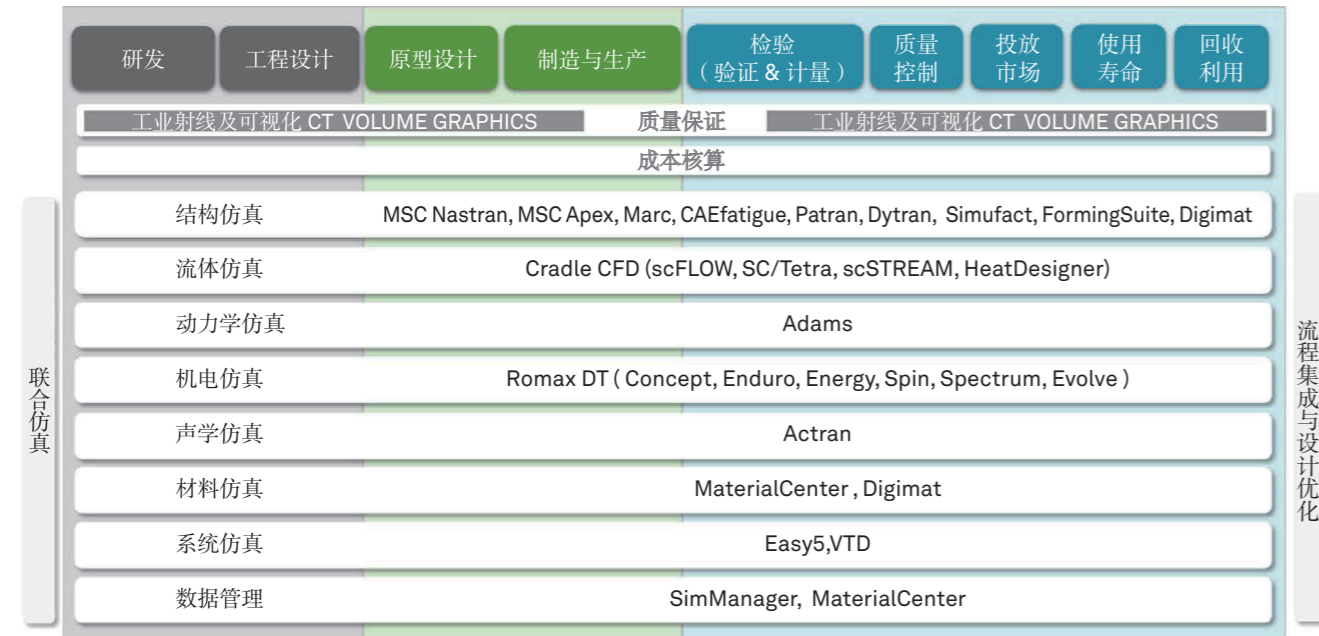 研发
工程设计
原型设计
制造与生产
检验
（验证 & 计量）
质量
控制
投放
市场
使用
寿命
回收
利用
工业射线及可视化 CT VOLUME GRAPHICS
质量保证
工业射线及可视化 CT VOLUME GRAPHICS
成本核算
联合仿真
结构仿真
MSC Nastran, MSC Apex, Marc, CAEfatigue, Patran, Dytran, Simufact, FormingSuite, Digimat
流体仿真
Cradle CFD (scFLOW, SC/Tetra, scSTREAM, HeatDesigner)
动力学仿真
Adams
机电仿真
Romax DT ( Concept, Enduro, Energy, Spin, Spectrum, Evolve )
声学仿真
Actran
材料仿真
MaterialCenter , Digimat
系统仿真
Easy5,VTD
数据管理
SimManager, MaterialCenter
流程集成与设计优化